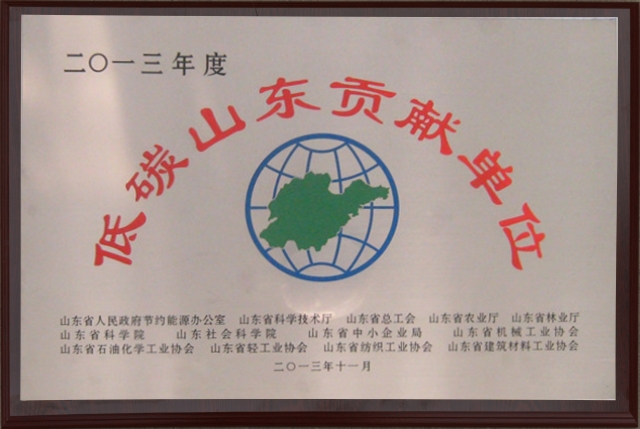 二〇一三年度
低碳山东贡献单位
山东省人民政府节约能源办公室 山东省科学技术厅 山东省总工会 山东省农业厅 山东省林业厅
山东省科学院 山东社会科学院 山东省中小企业局 山东省机械工业协会
山东省石油化学工业协会 山东省轻工业协会 山东省纺织工业协会 山东省建筑材料工业协会
二〇一三年十一月